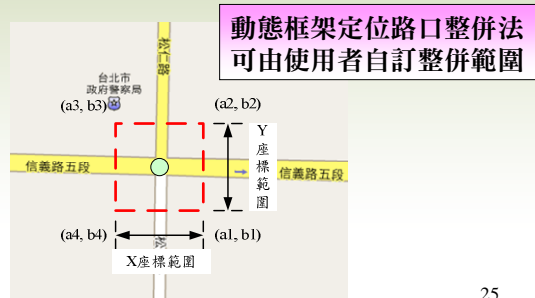 動態框架定位路口整併法
可由使用者自訂整併範圍
松仁路
台北市
政府警察局
(a3, b3)
(a2, b2)
Y座標範圍
信義路五段
信義路五段
(a4, b4)
(a1, b1)
X座標範圍
松
25